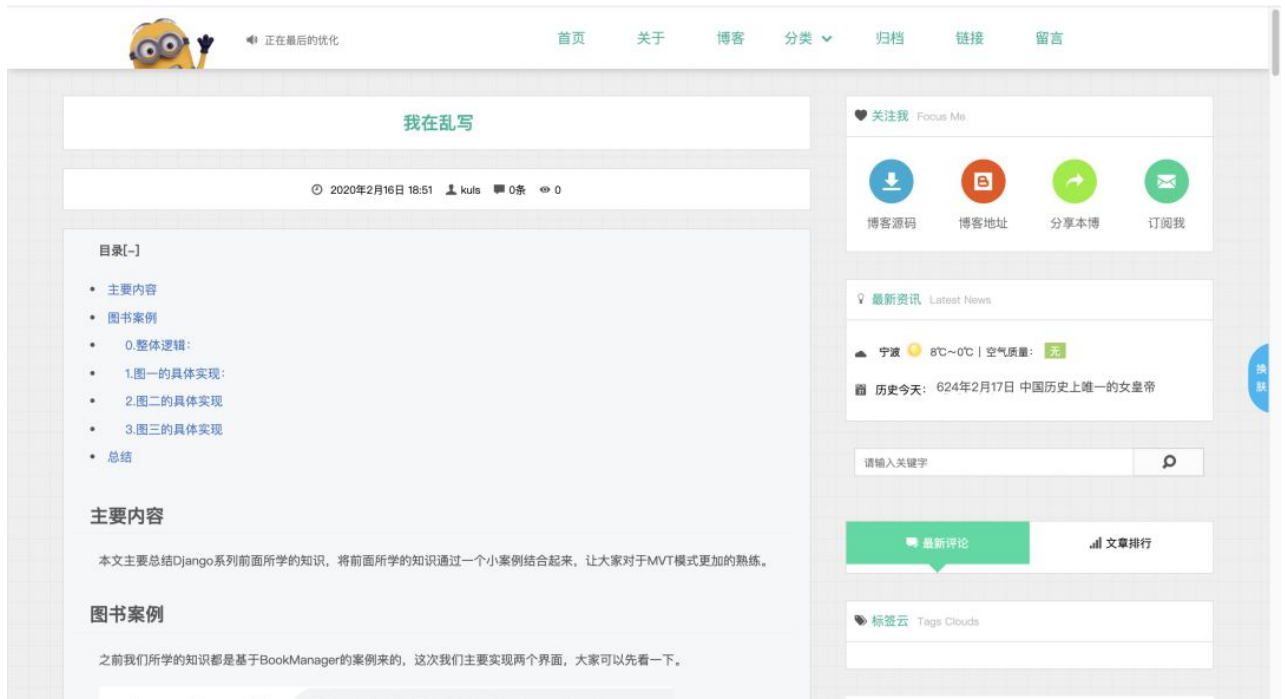 正在最后的优化
首页 关于 博客 分类 归档 链接 留言
我在乱写
2020年2月16日 18:51 kuls 0条 0
目录[-]
主要内容
图书案例
0.整体逻辑:
1.图一的具体实现:
2.图二的具体实现
3.图三的具体实现
总结
主要内容
本文主要总结Django系列前面所学的知识，将前面所学的知识通过一个小案例结合起来，让大家对于MVT模式更加的熟练。
图书案例
之前我们所学的知识都是基于BookManager的案例来的，这次我们主要实现两个界面，大家可以先看一下。
关注我 Focus Me
博客源码 博客地址 分享本博 订阅我
最新资讯 Latest News
宁波 8℃～0℃ | 空气质量: 无
历史今天: 624年2月17日 中国历史上唯一的女皇帝
请输入关键字
最新评论 文章排行
标签云 Tags Clouds
换
肤